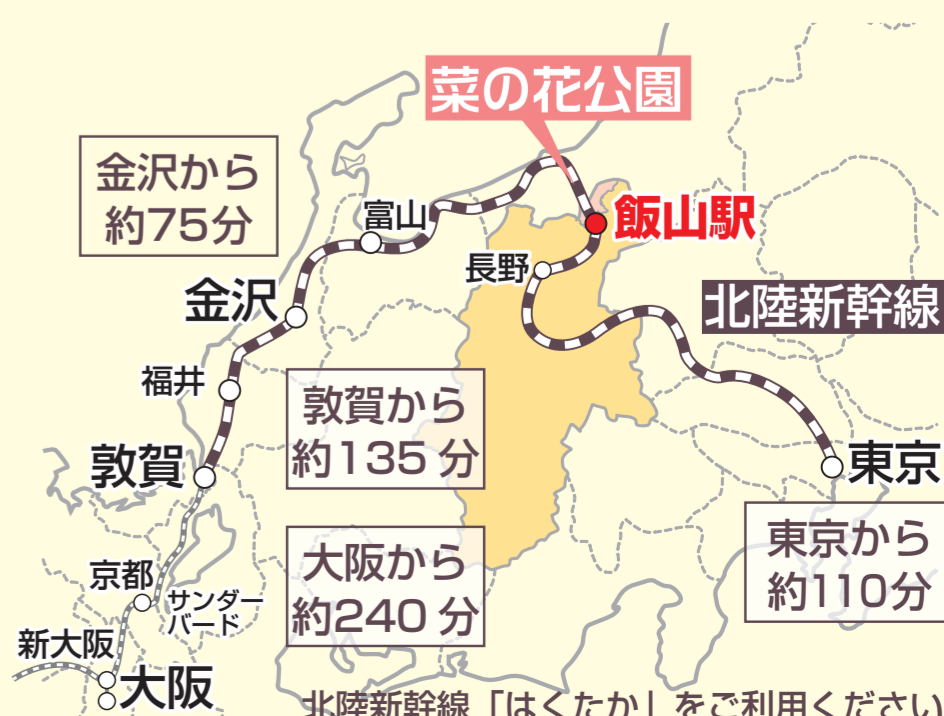 菜の花公園
金沢から
約75分
富山
飯山駅
長野
金沢
北陸新幹線
福井
敦賀から
約135分
敦賀
東京
大阪から
約240分
東京から
約110分
京都
サンダー
バード
新大阪
大阪
北陸新幹線「はくたか」をご利用ください